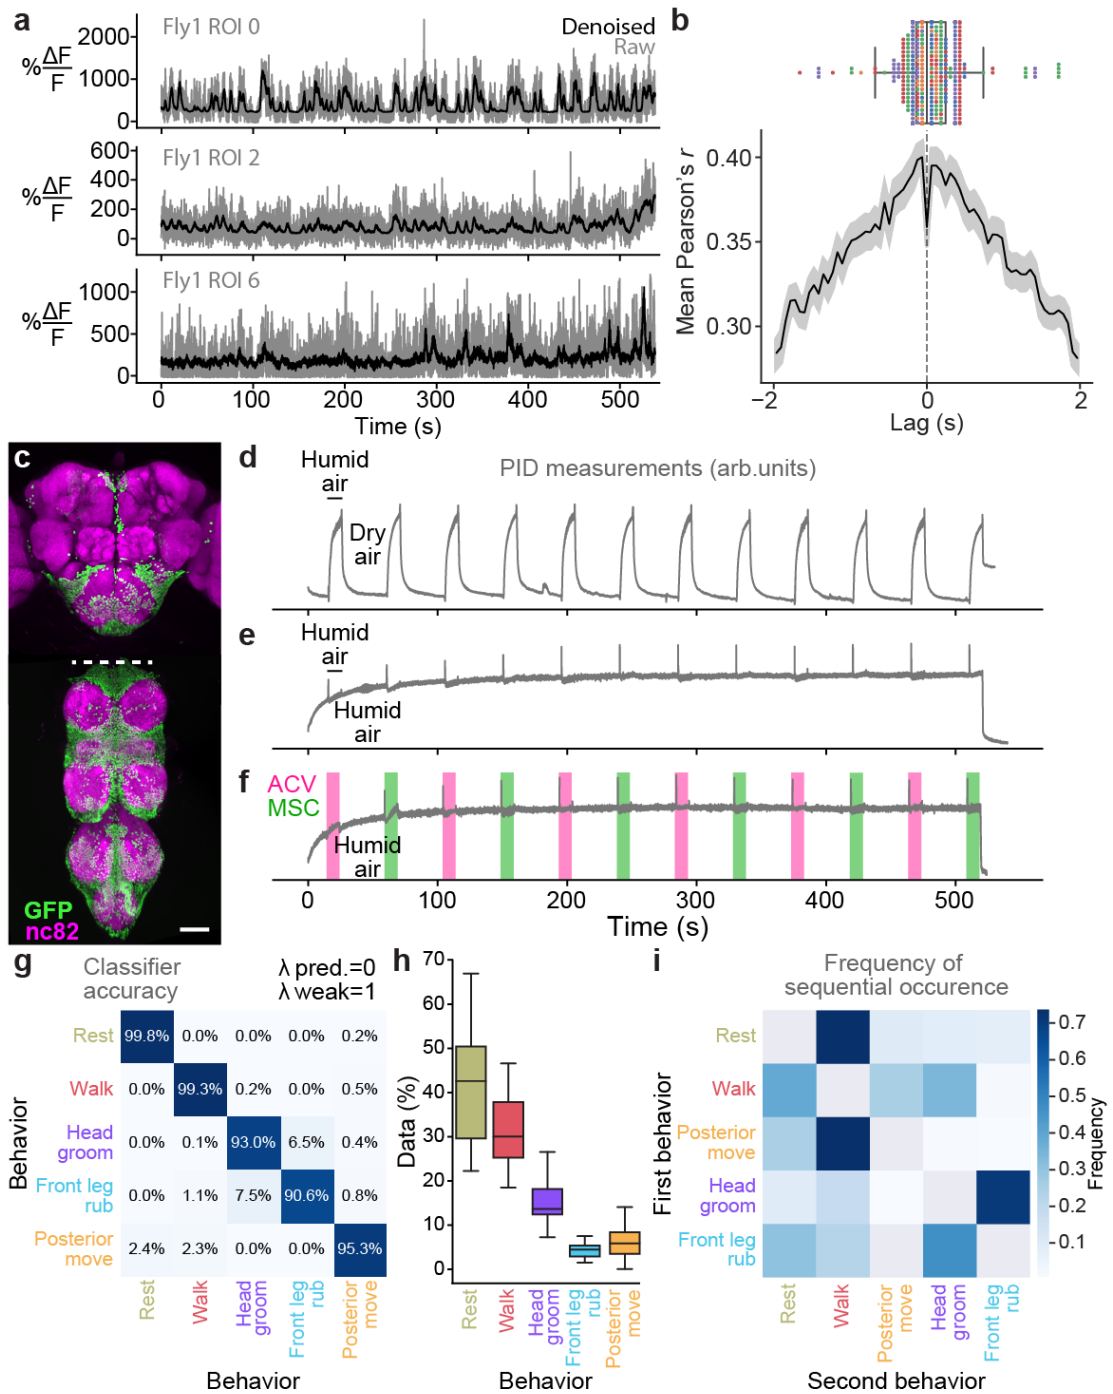 a
Fly1 ROI 0
Denoised
Raw
% ΔF
F
2000
1000
0
Fly1 ROI 2
% ΔF
F
600
400
200
0
Fly1 ROI 6
% ΔF
F
1000
500
0
0 100 200 300 400 500
Time (s)
b
Mean Pearson's r
0.40
0.35
0.30
−2 0 2
Lag (s)
c
GFP
nc82
d
PID measurements (arb.units)
Humid
air
Dry
air
e
Humid
air
Humid
air
f
ACV
MSC
Humid
air
0 100 200 300 400 500
Time (s)
g
Classifier
accuracy
λ pred.=0
λ weak=1
Behavior
Rest 99.8% 0.0% 0.0% 0.0% 0.2%
Walk 0.0% 99.3% 0.2% 0.0% 0.5%
Head
groom
0.0% 0.1% 93.0% 6.5% 0.4%
Front leg
rub
0.0% 1.1% 7.5% 90.6% 0.8%
Posterior
move
2.4% 2.3% 0.0% 0.0% 95.3%
Rest
Walk
Head
groom
Front leg
rub
Posterior
move
Behavior
h
Data (%)
70
60
50
40
30
20
10
0
Rest
Walk
Head
groom
Front leg
rub
Posterior
move
Behavior
i
Frequency of
sequential occurence
First behavior
Rest
Walk
Posterior
move
Head
groom
Front leg
rub
Rest
Walk
Posterior
move
Head
groom
Front leg
rub
Second behavior
0.7
0.6
0.5
0.4
0.3
0.2
0.1
Frequency